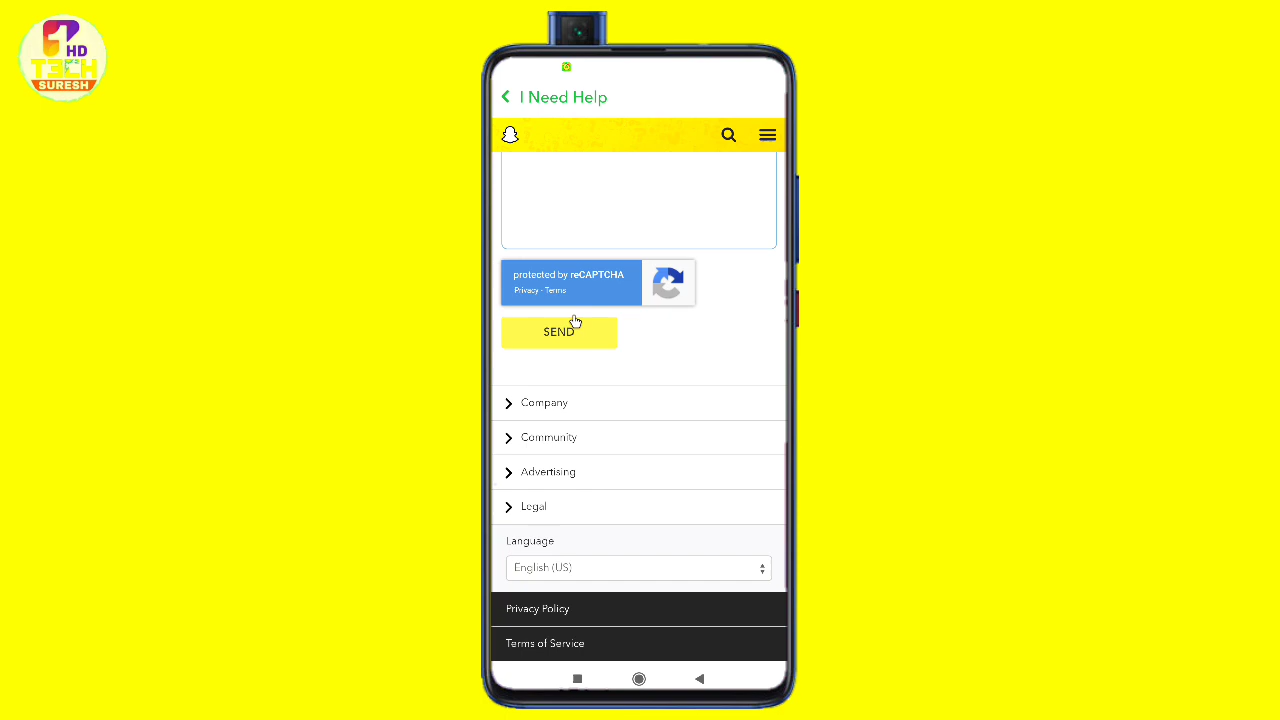 HD
T3CH
SURESH
I Need Help
protected by reCAPTCHA
Privacy - Terms
SEND
Company
Community
Advertising
Legal
Language
English (US)
Privacy Policy
Terms of Service